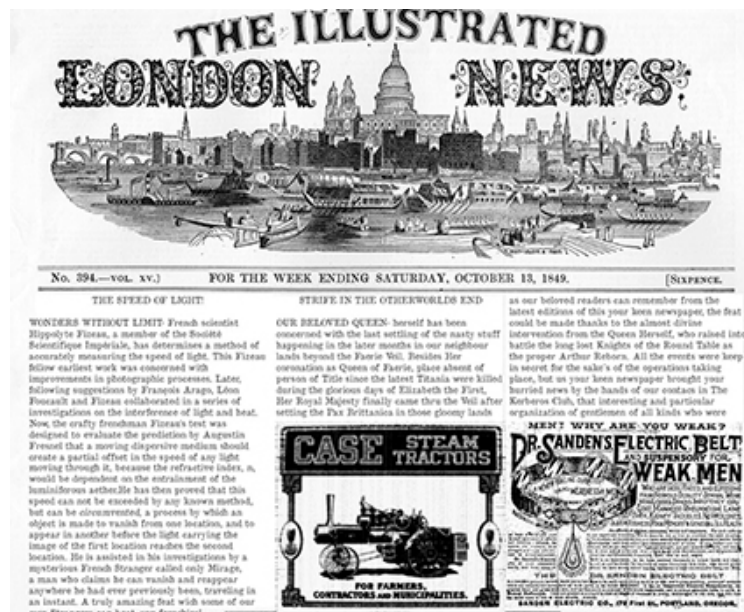 THE ILLUSTRATED
LONDON NEWS
No. 394.—VOL. XV.)
FOR THE WEEK ENDING SATURDAY, OCTOBER 13, 1849.
[SIXPENCE.
THE SPEED OF LIGHT!
WONDERS WITHOUT LIMIT- French scientist
Hippolyte Fizeau, a member of the Société
Scientifique Impériale, has determines a method of
accurately measuring the speed of light. This Fizeau
fellow earliest work was concerned with
improvements in photographic processes. Later,
following suggestions by François Arago, Léon
Foucault and Fizeau collaborated in a series of
investigations on the interference of light and heat.
Now, the crafty frenchman Fizeau's test was
designed to evaluate the prediction by Augustin
Fresnel that a moving dispersive medium should
create a partial offset in the speed of any light
moving through it, because the refractive index, n,
would be dependent on the entrainment of the
luminiferous aether.He has then proved that this
speed can not be exceeded by any known method,
but can be circumvented, a process by which an
object is made to vanish from one location, and to
appear in another before the light carrying the
image of the first location reaches the second
location. He is assisted in his investigations by a
mysterious French Stranger called only Mirage,
a man who claims he can vanish and reappear
anywhere he had ever previously been, traveling in
an instant. A truly amazing feat wich some of our
STRIFE IN THE OTHERWORLDS END
OUR BELOVED QUEEN- herself has been
concerned with the last settling of the nasty stuff
happening in the later months in our neighbour
lands beyond the Faerie Veil. Besides Her
coronation as Queen of Faerie, place absent of
person of Title since the latest Titania were killed
during the glorious days of Elizabeth the First,
Her Royal Majesty finally came thru the Veil after
setting the Pax Brittanica in those gloomy lands
as our beloved readers can remember from the
latest editions of this your keen newspaper, the feat
could be made thanks to the almost divine
intervention from the Queen Herself, who raised into
battle the long lost Knights of the Round Table as
the proper Arthur Reborn. All the events were keep
in secret for the sake's of the operations taking
place, but us your keen newspaper brought your
hurried news by the hands of our contacs in The
Kerberos Club, that interesting and particular
organization of gentlemen of all kinds who were
CASE STEAM
TRACTORS
FOR FARMERS,
CONTRACTORS AND MUNICIPALITIES.
MEN? WHY ARE YOU WEAK?
DR. SANDEN'S ELECTRIC BELT
AND SUSPENSORY FOR
WEAK MEN
THE DR. SANDEN ELECTRIC BELT
SANDEN ELECTRIC CO., PORTLAND, OREGON.